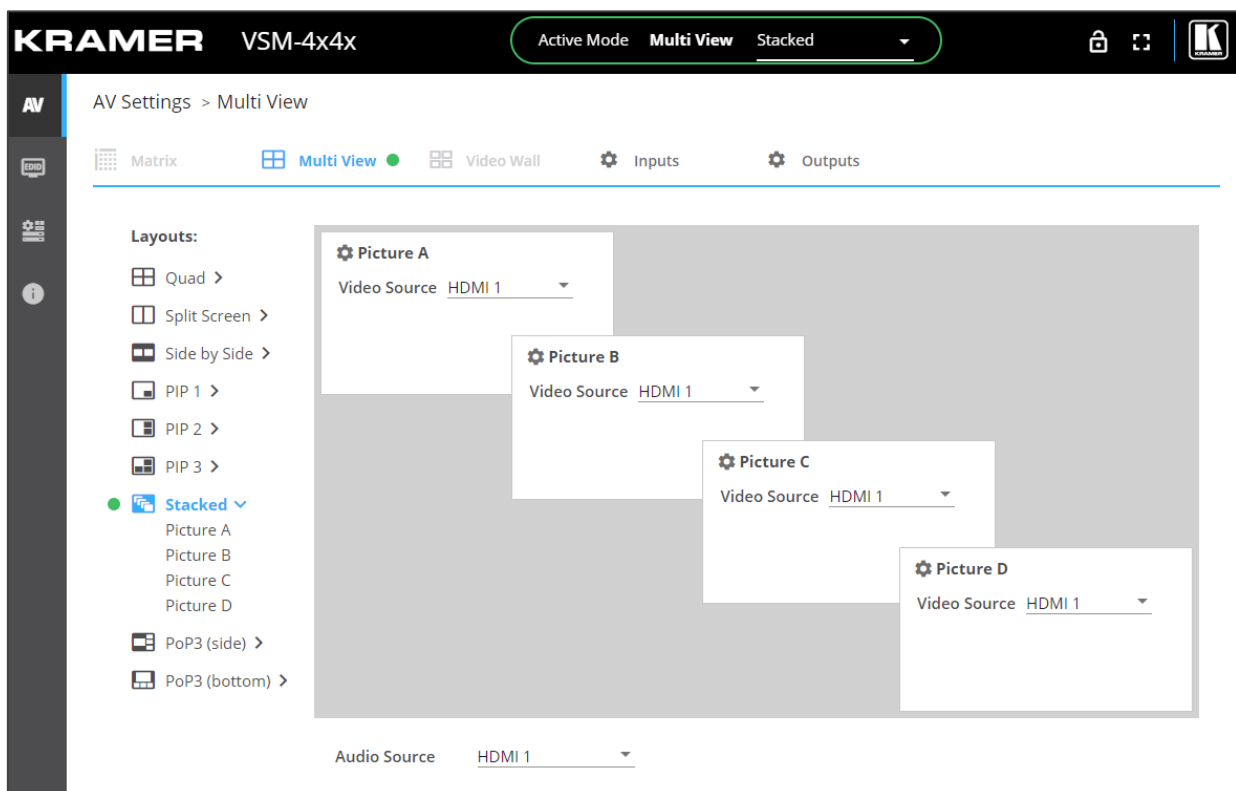 KRAMER VSM-4x4x Active Mode Multi View Stacked
KRAMER
AV
AV Settings > Multi View
EDID
Matrix Multi View Video Wall Inputs Outputs
Layouts:
Quad >
Split Screen >
Side by Side >
PIP 1 >
PIP 2 >
PIP 3 >
Stacked
Picture A
Picture B
Picture C
Picture D
PoP3 (side) >
PoP3 (bottom) >
Picture A
Video Source HDMI 1
Picture B
Video Source HDMI 1
Picture C
Video Source HDMI 1
Picture D
Video Source HDMI 1
Audio Source HDMI 1